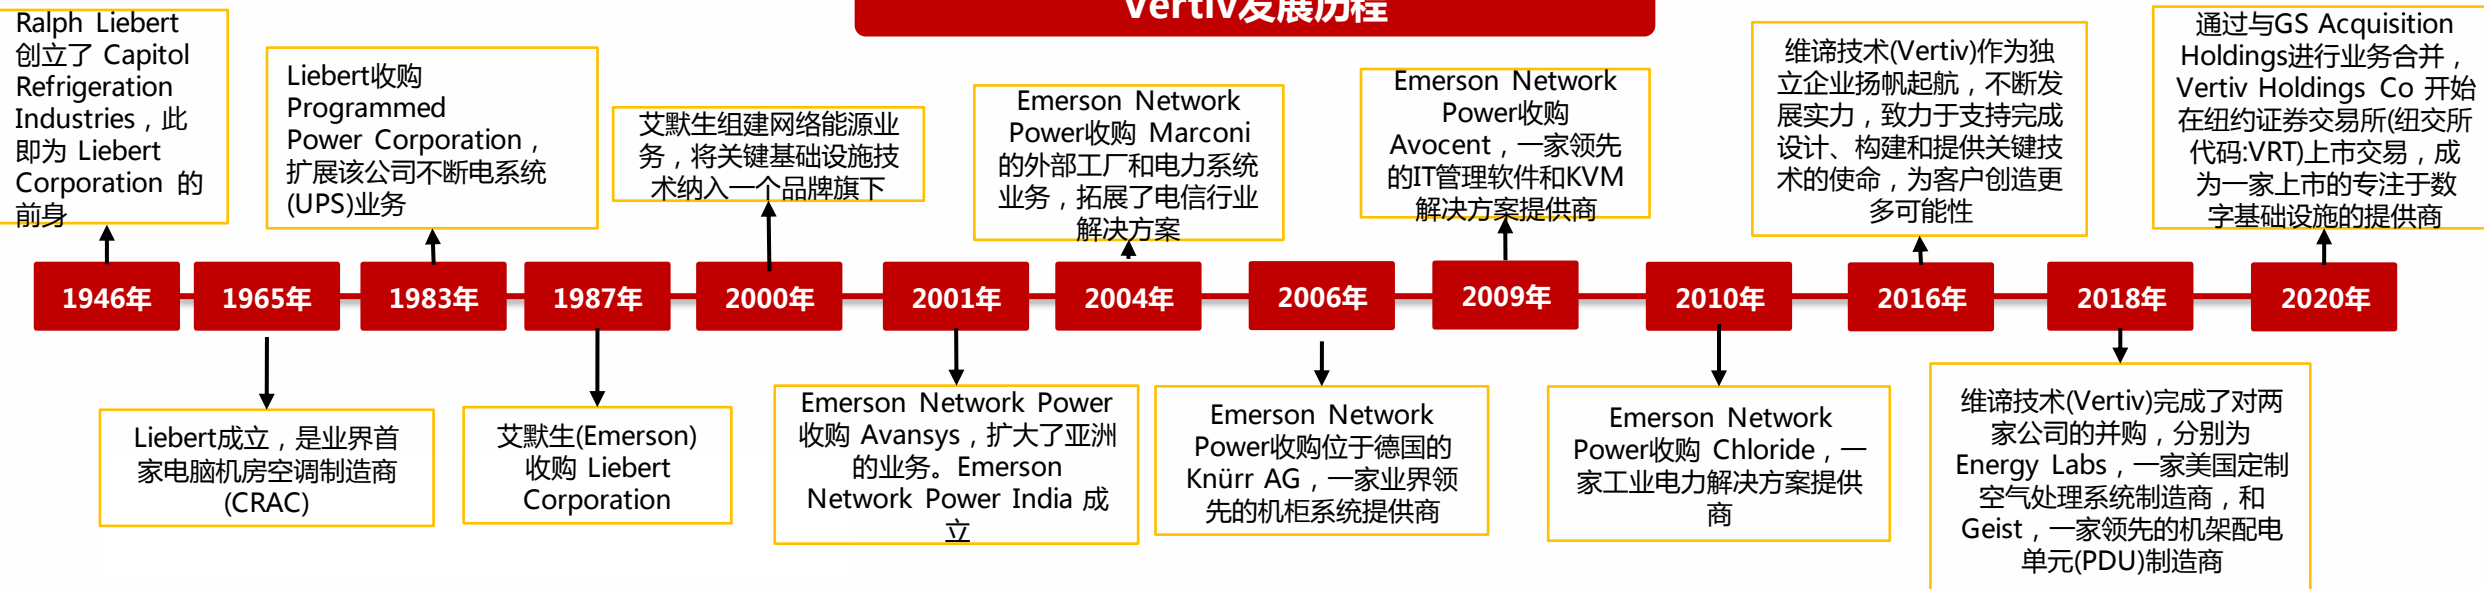 Vertiv发展历程
Ralph Liebert
创立了 Capitol
Refrigeration
Industries，此
即为 Liebert
Corporation 的
前身
Liebert收购
Programmed
Power Corporation，
扩展该公司不断电系统
(UPS)业务
艾默生组建网络能源业
务，将关键基础设施技
术纳入一个品牌旗下
Emerson Network
Power收购 Marconi
的外部工厂和电力系统
业务，拓展了电信行业
解决方案
Emerson Network
Power收购
Avocent，一家领先
的IT管理软件和KVM
解决方案提供商
维谛技术(Vertiv)作为独
立企业扬帆起航，不断发
展实力，致力于支持完成
设计、构建和提供关键技
术的使命，为客户创造更
多可能性
通过与GS Acquisition
Holdings进行业务合并，
Vertiv Holdings Co 开始
在纽约证券交易所(纽交所
代码:VRT)上市交易，成
为一家上市的专注于数
字基础设施的提供商
1946年
1965年
1983年
1987年
2000年
2001年
2004年
2006年
2009年
2010年
2016年
2018年
2020年
Liebert成立，是业界首
家电脑机房空调制造商
(CRAC)
艾默生(Emerson)
收购 Liebert
Corporation
Emerson Network Power
收购 Avansys，扩大了亚洲
的业务。Emerson
Network Power India 成
立
Emerson Network
Power收购位于德国的
Knürr AG，一家业界领
先的机柜系统提供商
Emerson Network
Power收购 Chloride，一
家工业电力解决方案提供
商
维谛技术(Vertiv)完成了对两
家公司的并购，分别为
Energy Labs，一家美国定制
空气处理系统制造商，和
Geist，一家领先的机架配电
单元(PDU)制造商